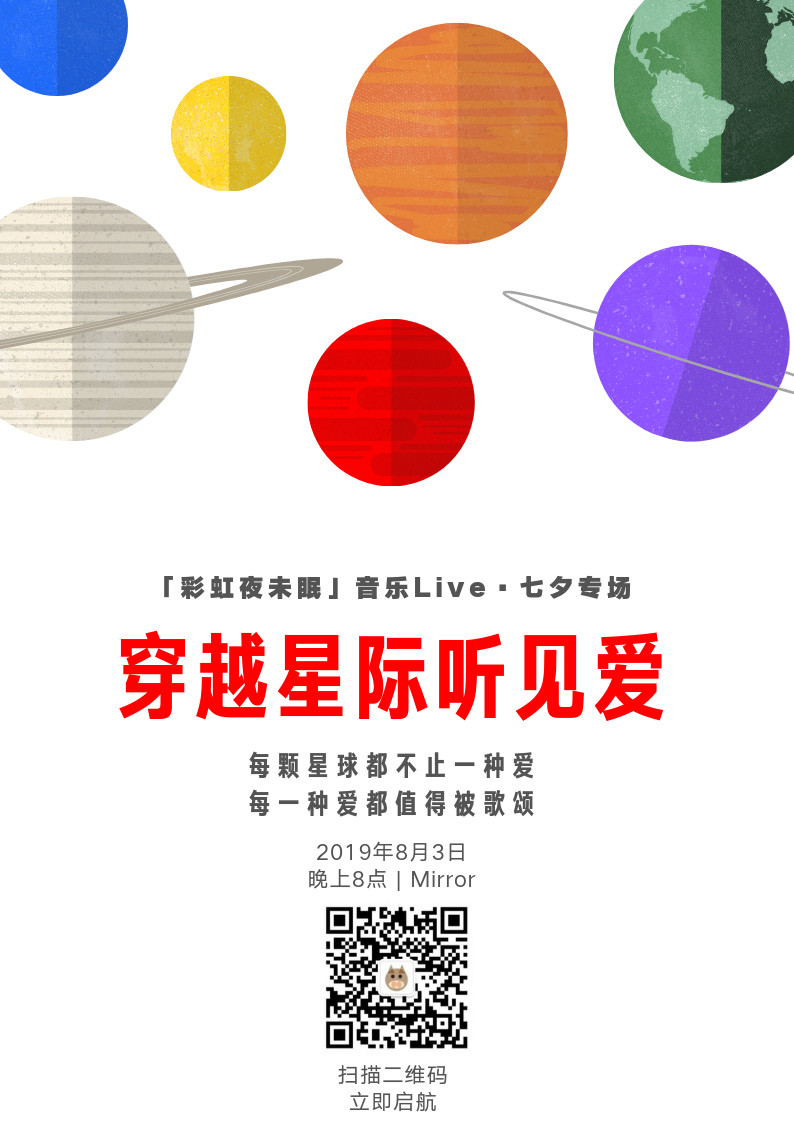 「彩虹夜未眠」音乐Live·七夕专场
穿越星际听见爱
每颗星球都不止一种爱
每一种爱都值得被歌颂
2019年8月3日
晚上8点 | Mirror
扫描二维码
立即启航